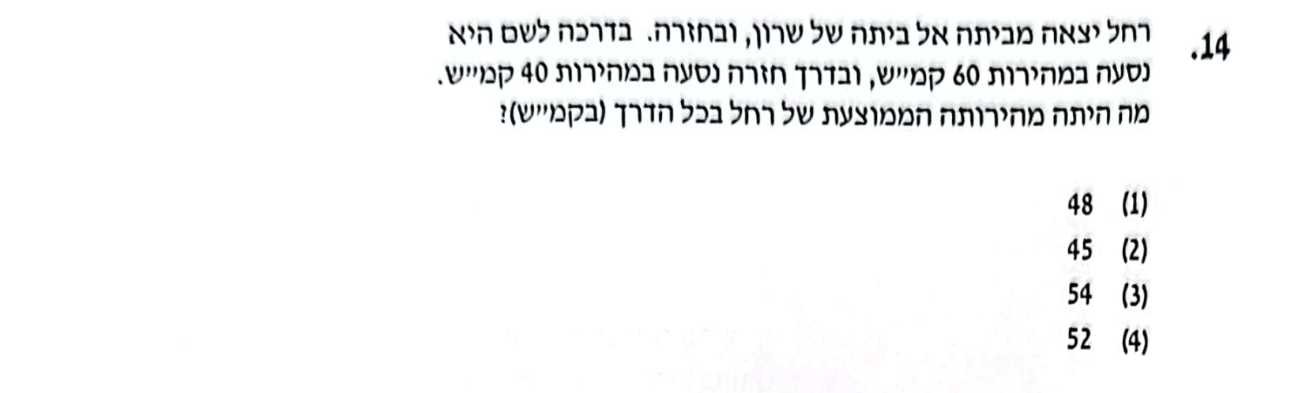 14. רחל יצאה מביתה אל ביתה של שרון, ובחזרה. בדרכה לשם היא
נסעה במהירות 60 קמ״ש, ובדרך חזרה נסעה במהירות 40 קמ״ש.
מה היתה מהירותה הממוצעת של רחל בכל הדרך (בקמ״ש)?
(1) 48
(2) 45
(3) 54
(4) 52